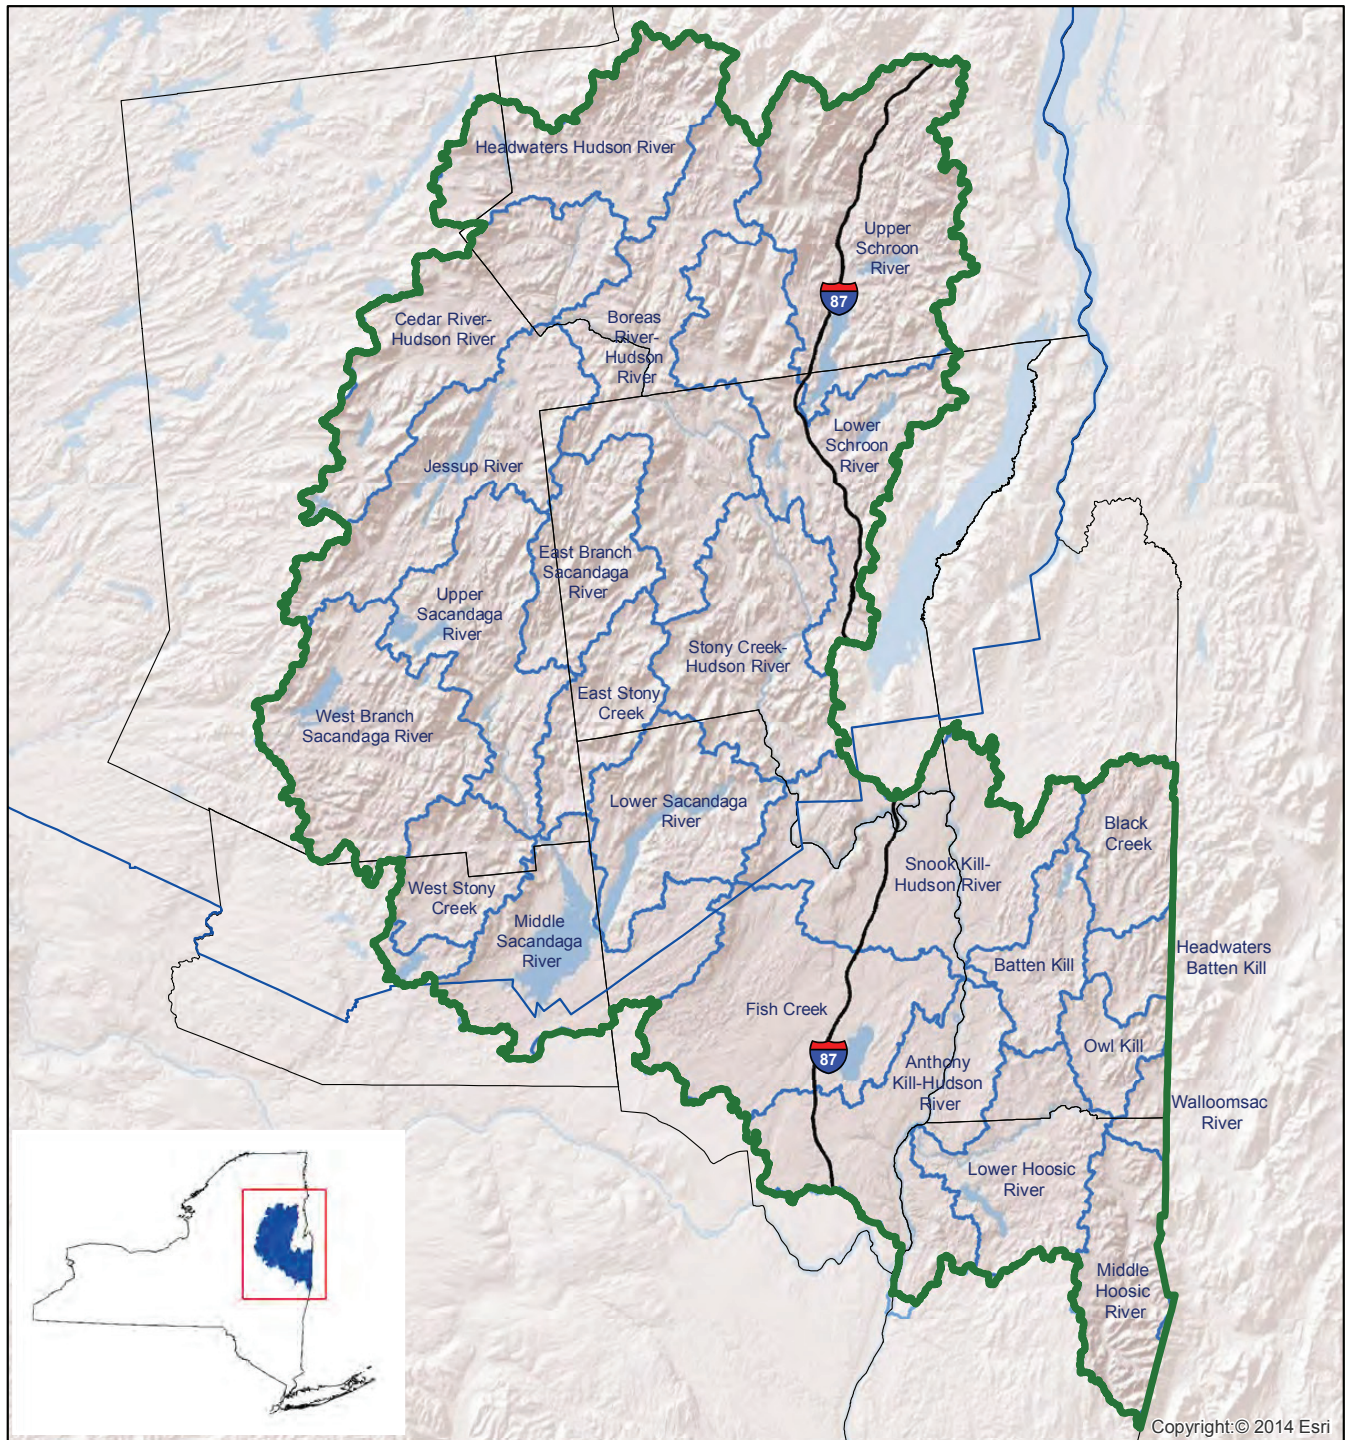 Headwaters Hudson River
Upper
Schroon
River
87
Cedar River-
Hudson River
Boreas
River-
Hudson
River
Lower
Schroon
River
Jessup River
East Branch
Sacandaga
River
Upper
Sacandaga
River
Stony Creek-
Hudson River
East Stony
Creek
West Branch
Sacandaga River
Lower Sacandaga
River
Black
Creek
Snook Kill-
Hudson River
West Stony
Creek
Middle
Sacandaga
River
Headwaters
Batten Kill
Batten Kill
Fish Creek
Owl Kill
87
Anthony
Kill-Hudson
River
Walloomsac
River
Lower Hoosic
River
Middle
Hoosic
River
Copyright:© 2014 Esri